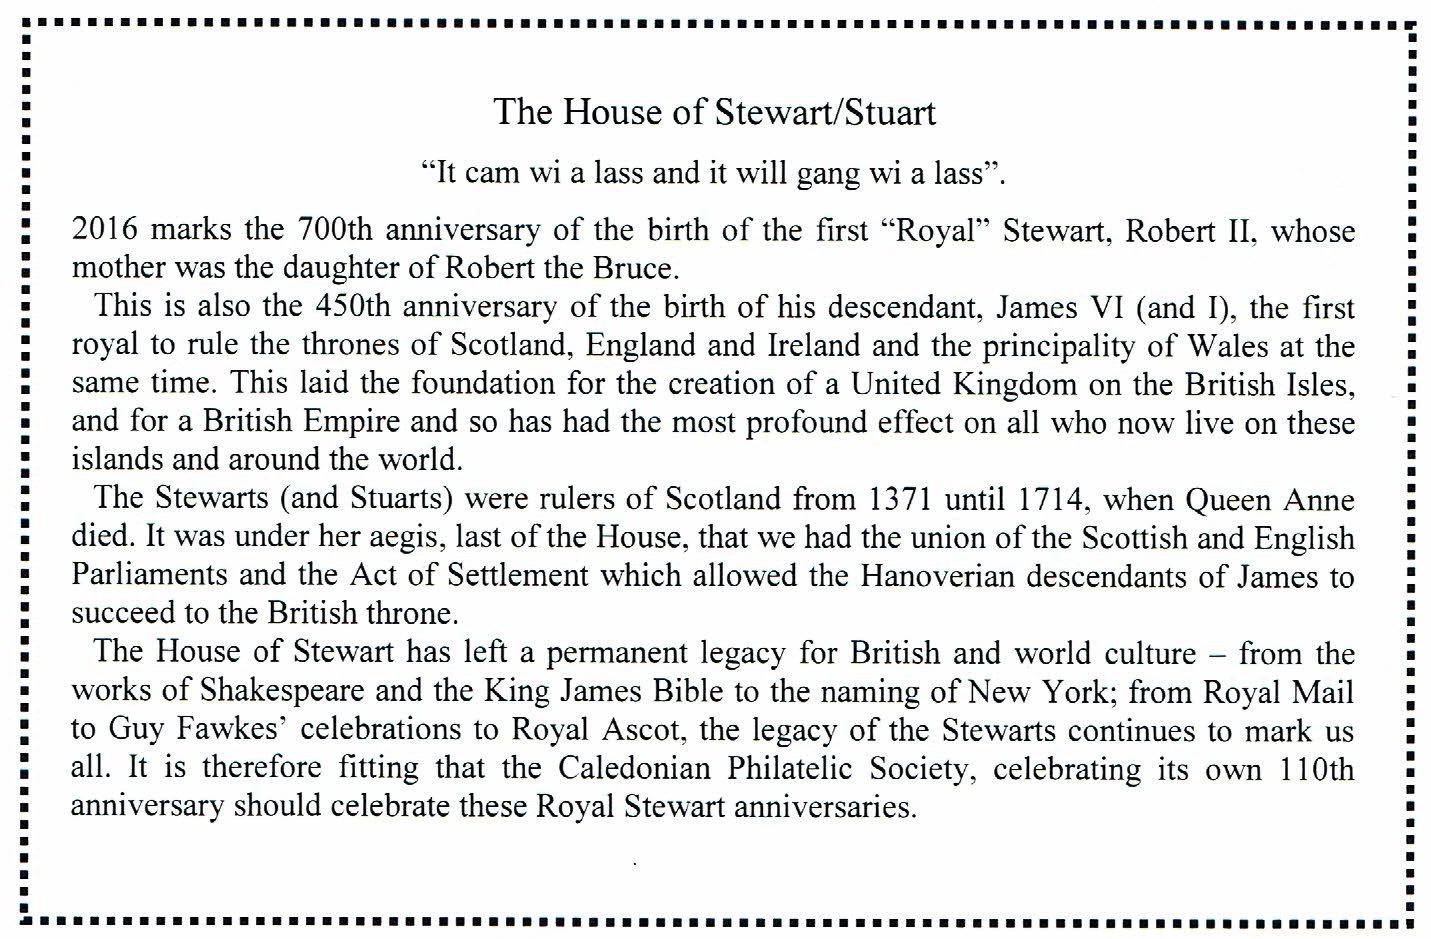 The House of Stewart/Stuart
“It cam wi a lass and it will gang wi a lass”.
2016 marks the 700th anniversary of the birth of the first “Royal” Stewart, Robert II, whose
mother was the daughter of Robert the Bruce.
This is also the 450th anniversary of the birth of his descendant, James VI (and I), the first
royal to rule the thrones of Scotland, England and Ireland and the principality of Wales at the
same time. This laid the foundation for the creation of a United Kingdom on the British Isles,
and for a British Empire and so has had the most profound effect on all who now live on these
islands and around the world.
The Stewarts (and Stuarts) were rulers of Scotland from 1371 until 1714, when Queen Anne
died. It was under her aegis, last of the House, that we had the union of the Scottish and English
Parliaments and the Act of Settlement which allowed the Hanoverian descendants of James to
succeed to the British throne.
The House of Stewart has left a permanent legacy for British and world culture – from the
works of Shakespeare and the King James Bible to the naming of New York; from Royal Mail
to Guy Fawkes’ celebrations to Royal Ascot, the legacy of the Stewarts continues to mark us
all. It is therefore fitting that the Caledonian Philatelic Society, celebrating its own 110th
anniversary should celebrate these Royal Stewart anniversaries.